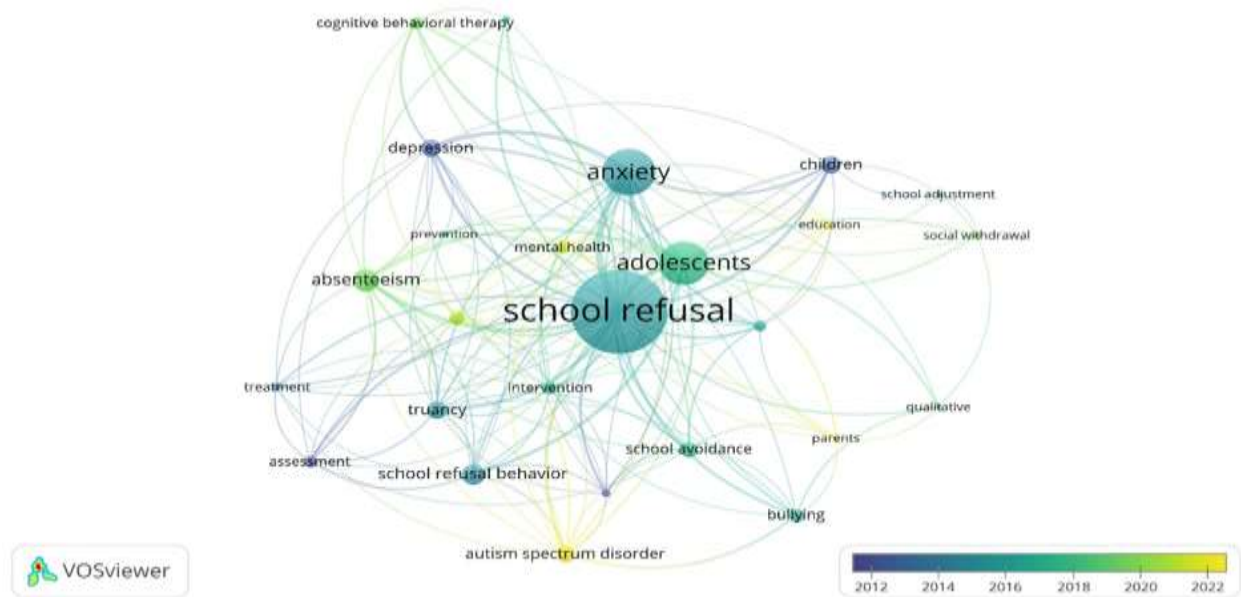 cognitive behavioral therapy
depression
anxiety
children
school adjustment
education
social withdrawal
prevention
mental health
adolescents
absenteeism
school refusal
treatment
intervention
truancy
qualitative
parents
school avoidance
assessment
school refusal behavior
bullying
autism spectrum disorder
VOSviewer
2012 2014 2016 2018 2020 2022